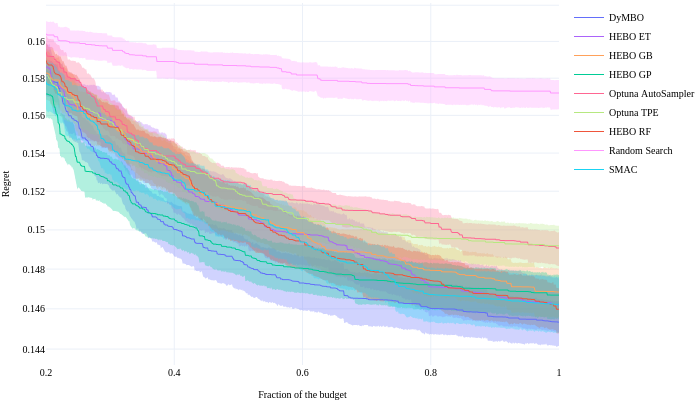 0.16
0.158
0.156
0.154
0.152
0.15
0.148
0.146
0.144
Regret
0.2
0.4
0.6
0.8
1
Fraction of the budget
DyMBO
HEBO ET
HEBO GB
HEBO GP
Optuna AutoSampler
Optuna TPE
HEBO RF
Random Search
SMAC